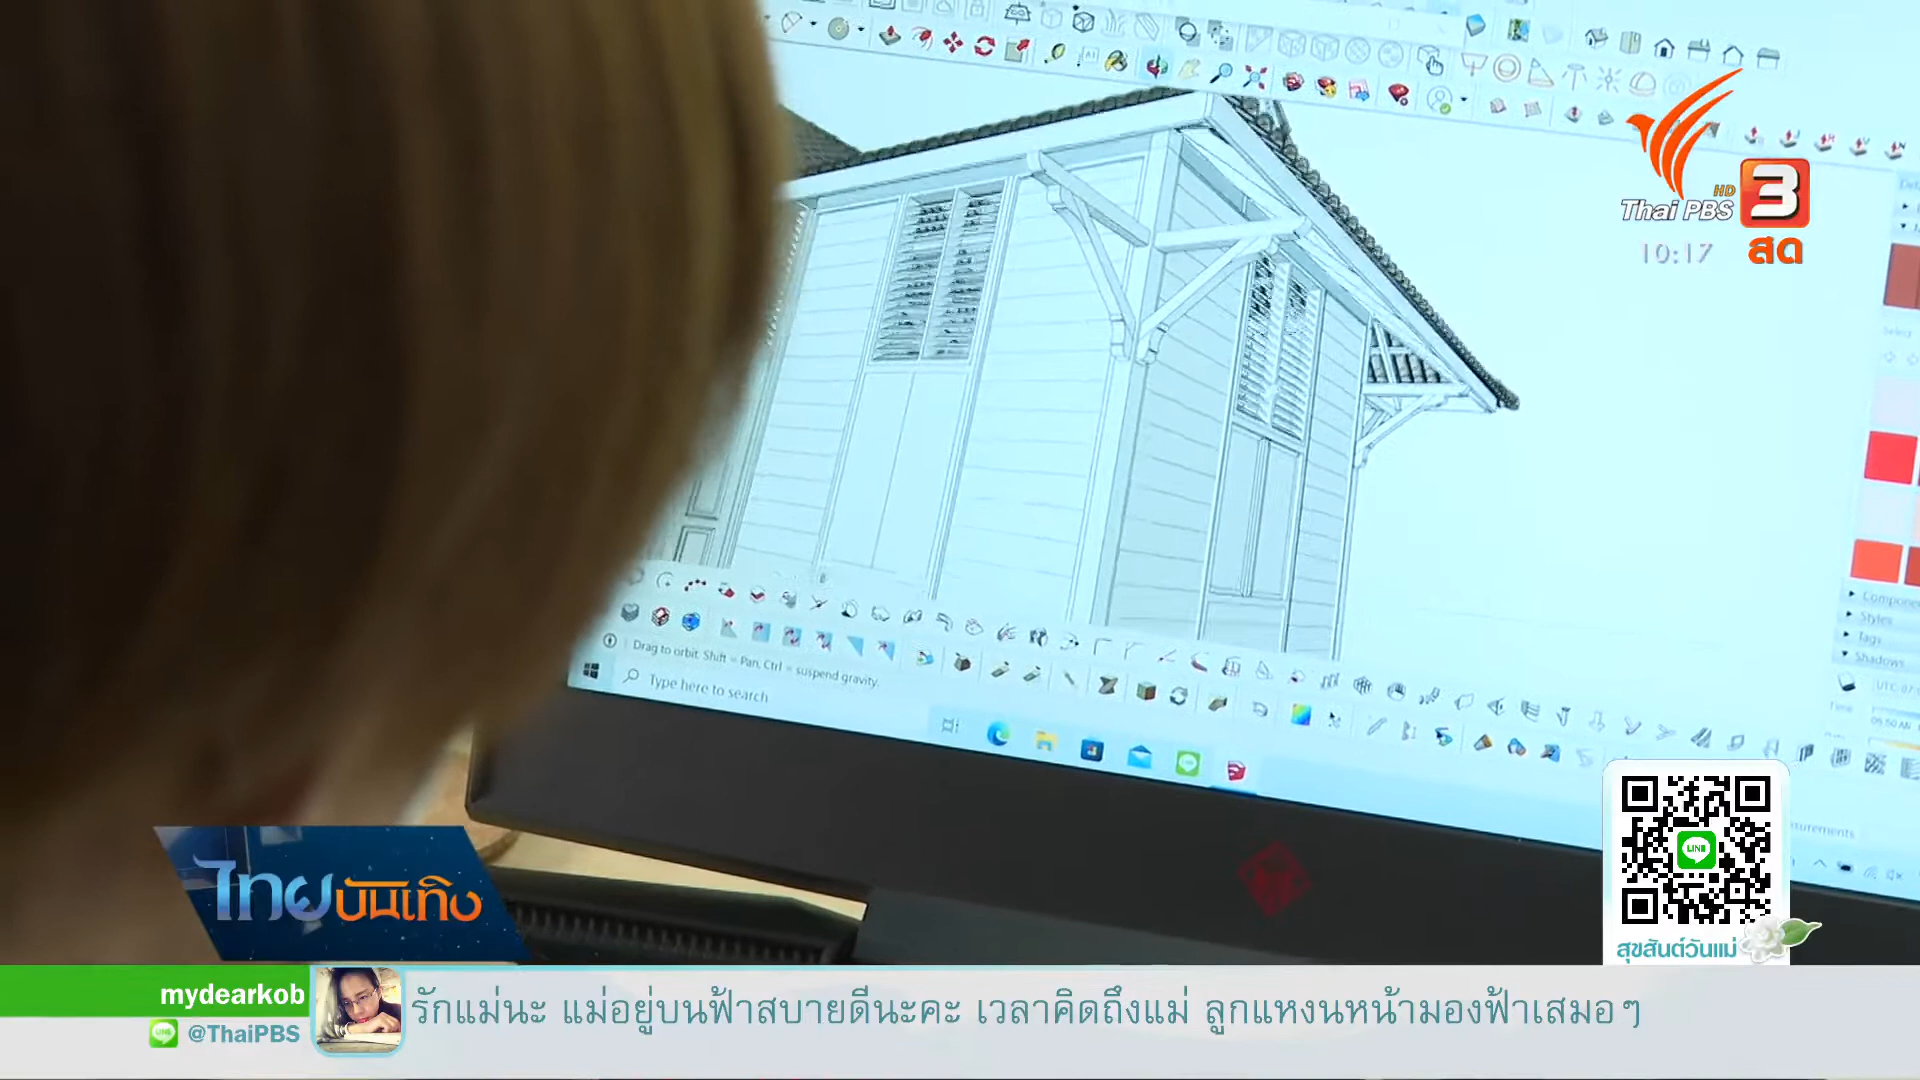 Thai PBS
HD
3
10:17
สด
Drag to orbit. Shift = Pan, Ctrl = suspend gravity.
Type here to search
Styles
Tags
Shadows
Time
ไทยบันเทิง
LINE
สุขสันต์วันแม่
mydearkob
LINE
@ThaiPBS
รักแม่นะ แม่อยู่บนฟ้าสบายดีนะคะ เวลาคิดถึงแม่ ลูกแหงนหน้ามองฟ้าเสมอๆ